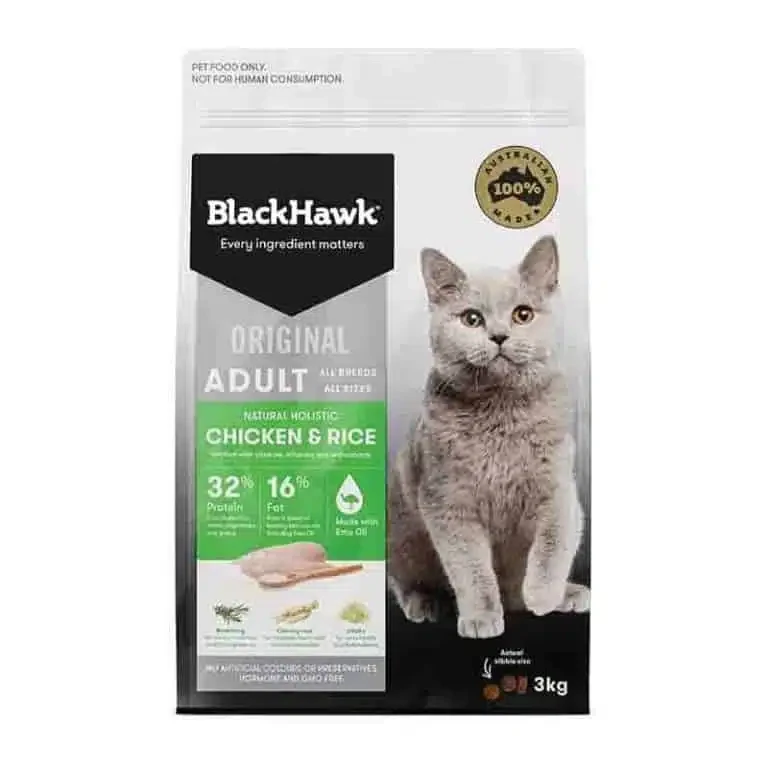 PET FOOD ONLY.
NOT FOR HUMAN CONSUMPTION.
AUSTRALIAN
100%
MADE
BlackHawk
Every ingredient matters
ORIGINAL
ADULT
ALL BREEDS
ALL SIZES
NATURAL HOLISTIC
CHICKEN & RICE
32%
Protein
16%
Fat
Made with
Emu Oil
Rosemary
NO ARTIFICIAL COLOURS OR PRESERVATIVES.
HORMONE AND GMO FREE.
Actual
kibble size
3kg